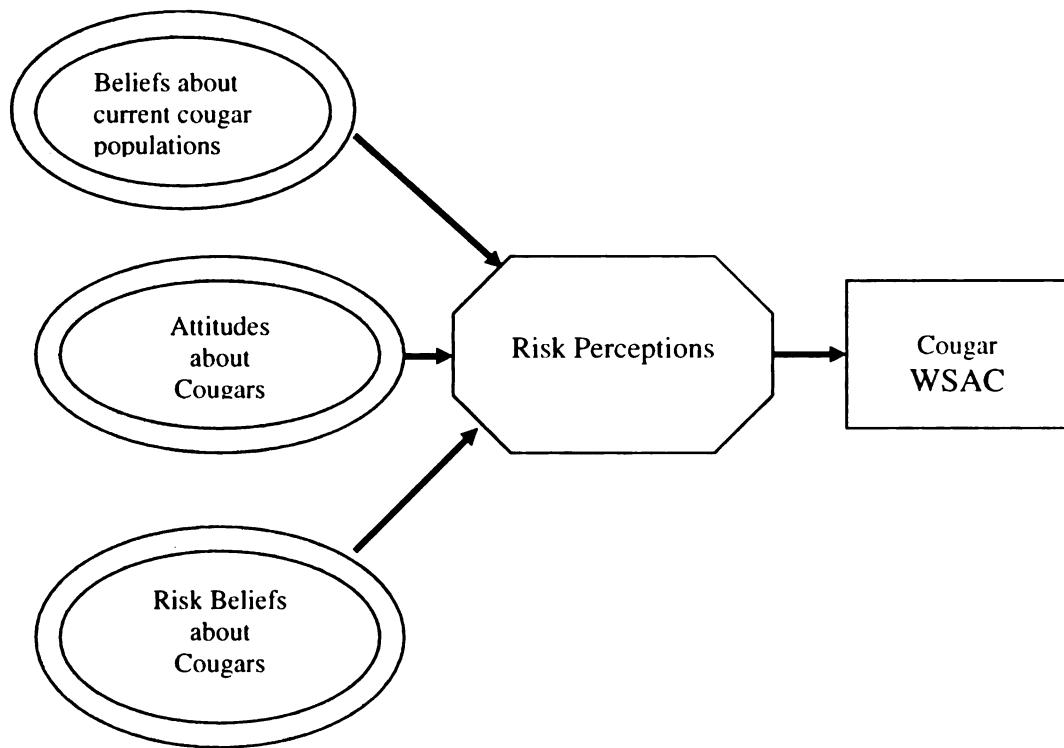 Beliefs about
current cougar
populations
Attitudes
about
Cougars
Risk Perceptions
Cougar
WSAC
Risk Beliefs
about
Cougars